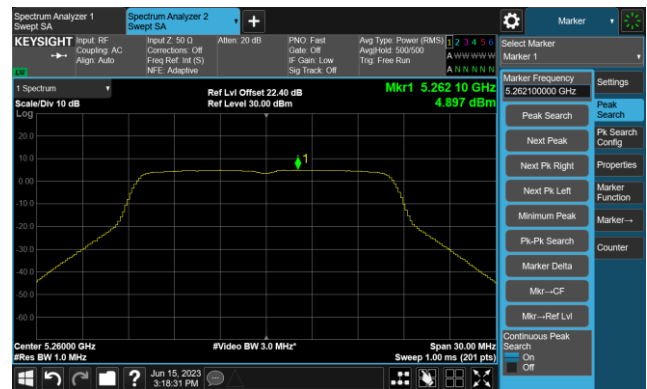 Spectrum Analyzer 1
Swept SA
Spectrum Analyzer 2
Swept SA
+
KEYSIGHT
Input: RF
Coupling: AC
Align: Auto
Input Z: 50 Ω
Corrections: Off
Freq Ref: Int (S)
NFE: Adaptive
Atten: 20 dB
PNO: Fast
Gate: Off
IF Gain: Low
Sig Track: Off
Avg Type: Power (RMS)
Avg|Hold: 500/500
Trig: Free Run
1 2 3 4 5 6
A W W W W W
A N N N N N
1 Spectrum
Scale/Div 10 dB
Log
Ref Lvl Offset 22.40 dB
Ref Level 30.00 dBm
Mkr1 5.262 10 GHz
4.897 dBm
20.0
10.0
0.00
-10.0
-20.0
-30.0
-40.0
-50.0
-60.0
1
Center 5.26000 GHz
#Res BW 1.0 MHz
#Video BW 3.0 MHz*
Span 30.00 MHz
Sweep 1.00 ms (201 pts)
Jun 15, 2023
3:18:31 PM
Marker
Select Marker
Marker 1
Marker Frequency
5.262100000 GHz
Peak Search
Next Peak
Next Pk Right
Next Pk Left
Minimum Peak
Pk-Pk Search
Marker Delta
Mkr→CF
Mkr→Ref Lvl
Continuous Peak
Search
On
Off
Settings
Peak
Search
Pk Search
Config
Properties
Marker
Function
Marker→
Counter